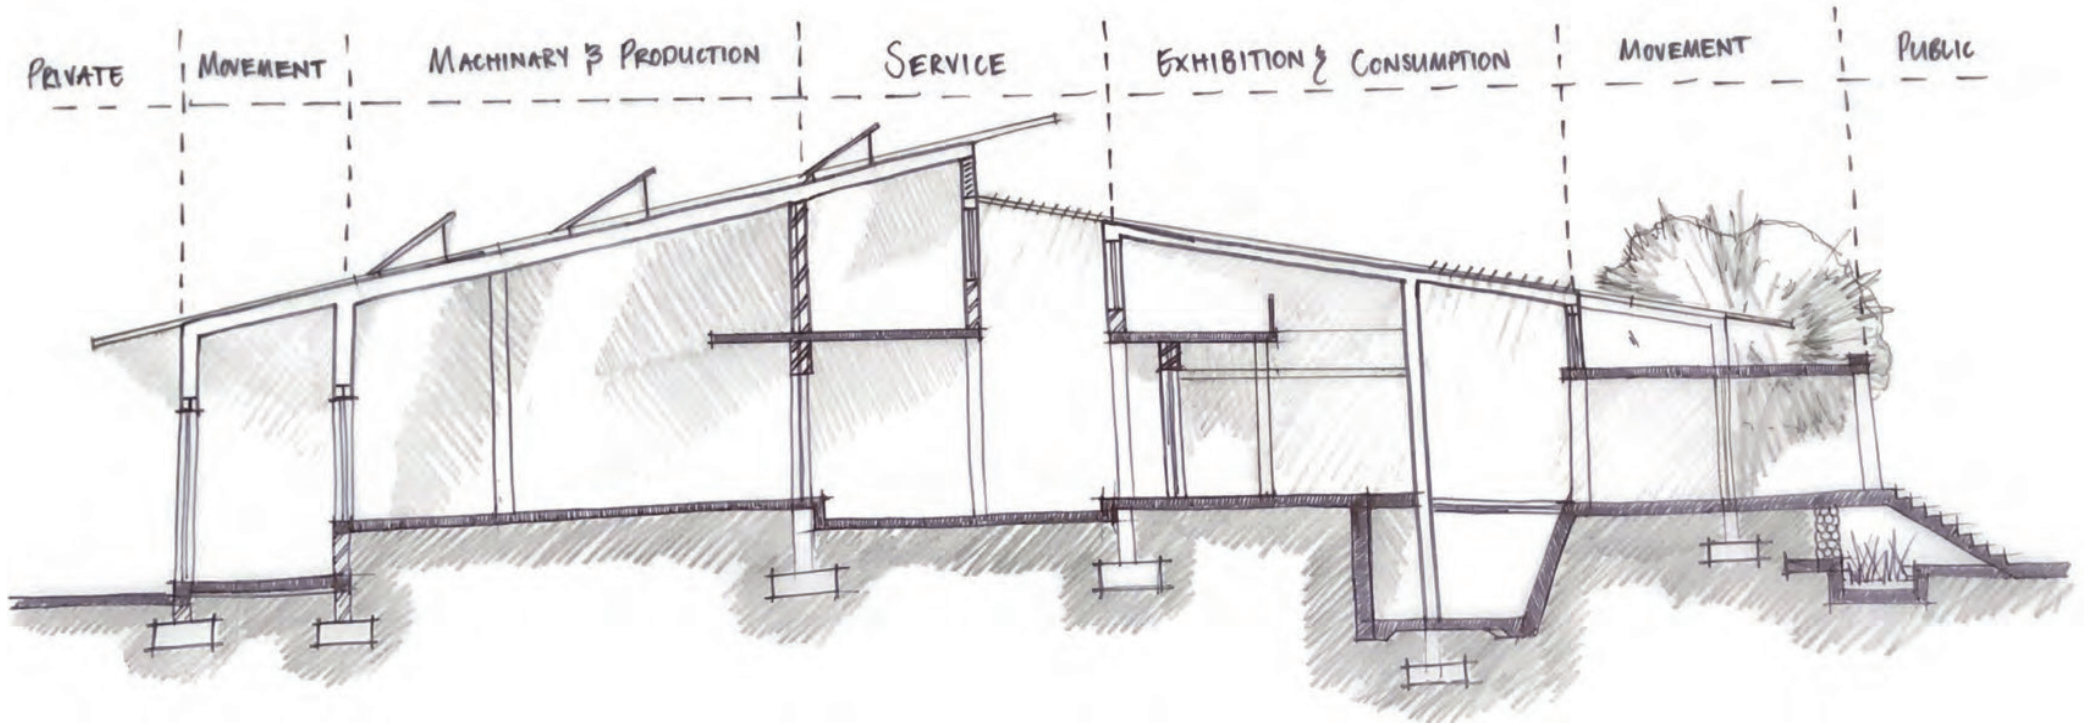 PRIVATE MOVEMENT MACHINARY & PRODUCTION SERVICE EXHIBITION & CONSUMPTION MOVEMENT PUBLIC